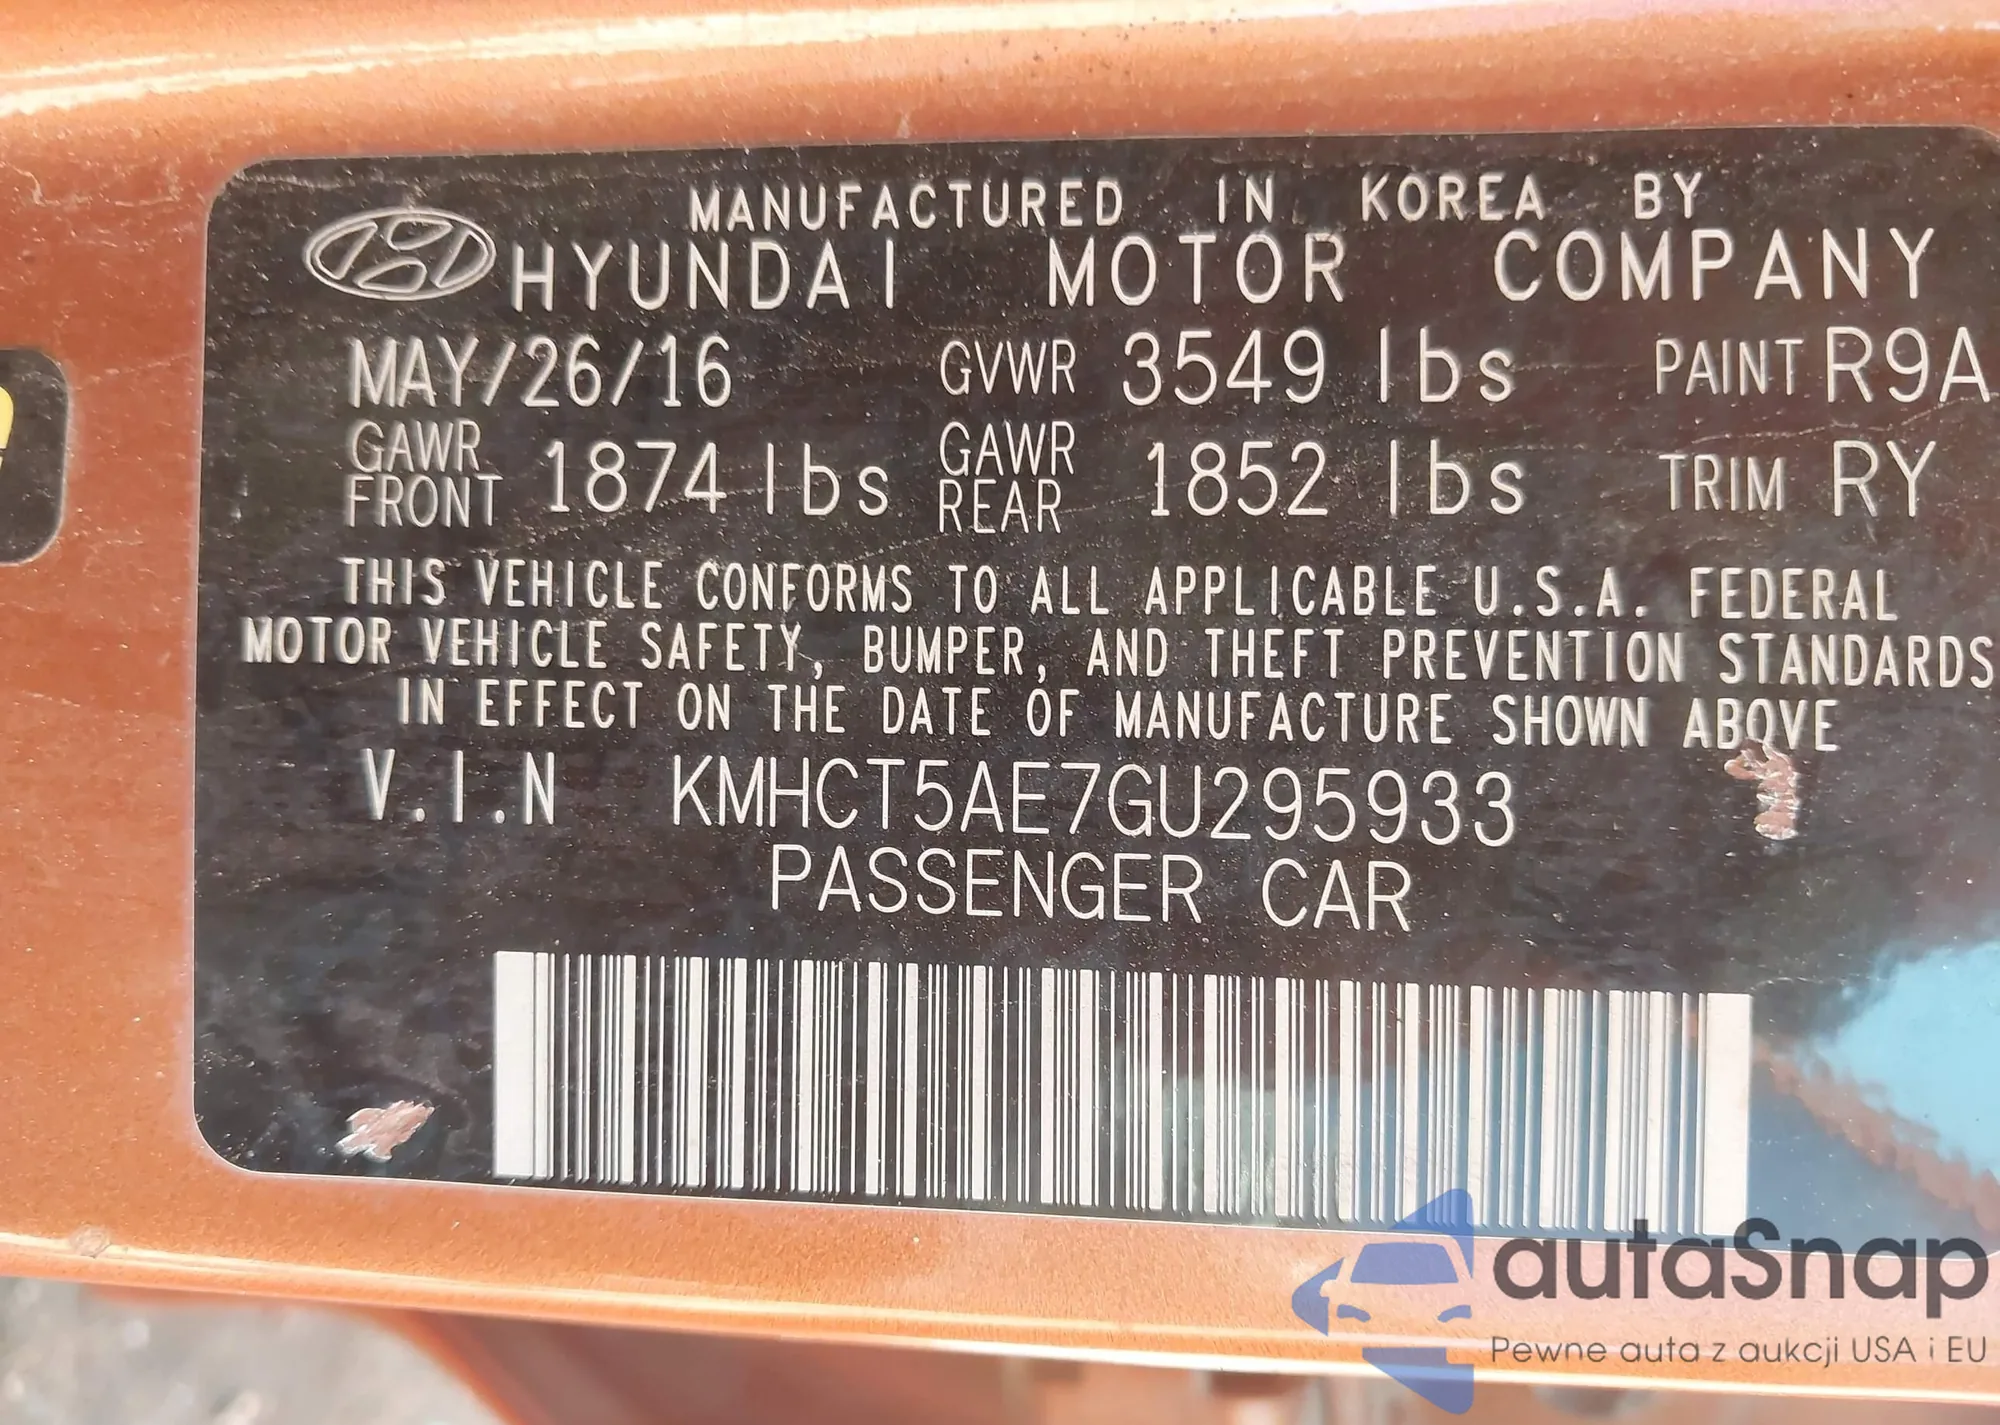 MANUFACTURED IN KOREA BY
HYUNDAI MOTOR COMPANY
MAY/26/16 GVWR 3549 lbs PAINT R9A
GAWR FRONT 1874 lbs GAWR REAR 1852 lbs TRIM RY
THIS VEHICLE CONFORMS TO ALL APPLICABLE U.S.A. FEDERAL
MOTOR VEHICLE SAFETY, BUMPER, AND THEFT PREVENTION STANDARDS
IN EFFECT ON THE DATE OF MANUFACTURE SHOWN ABOVE
V.I.N KMHCT5AE7GU295933
PASSENGER CAR
autaSnap
Pewne auta z aukcji USA i EU